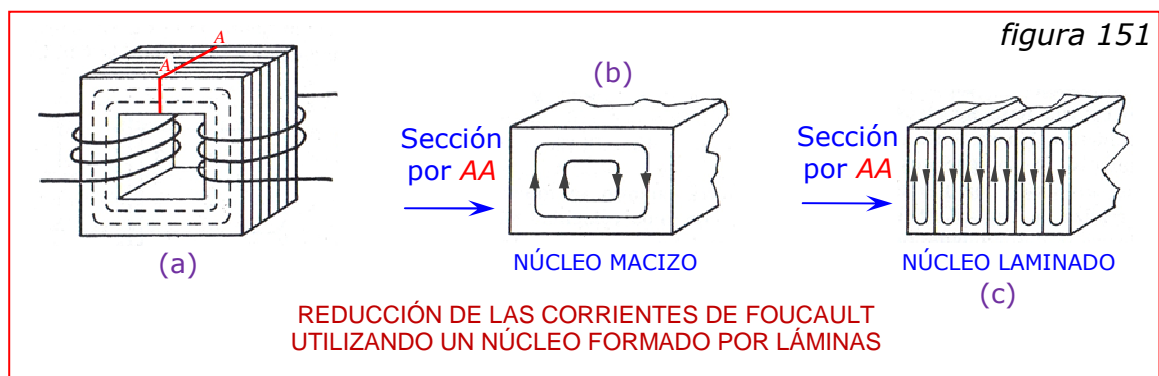 figura 151
A
A
(a)
(b)
Sección
por AA
NÚCLEO MACIZO
Sección
por AA
NÚCLEO LAMINADO
(c)
REDUCCIÓN DE LAS CORRIENTES DE FOUCAULT
UTILIZANDO UN NÚCLEO FORMADO POR LÁMINAS